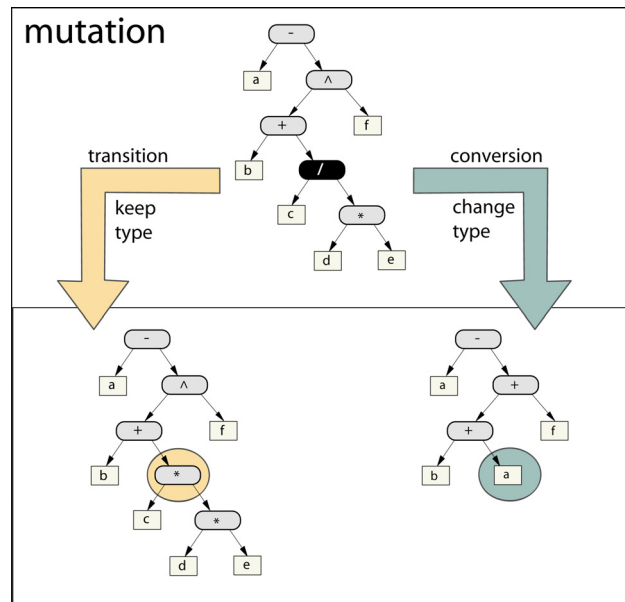 mutation
-
a
^
+
f
transition
conversion
b
/
keep
type
c
*
change
type
d
e
-
a
^
+
f
b
*
c
*
d
e
-
a
+
+
f
b
a